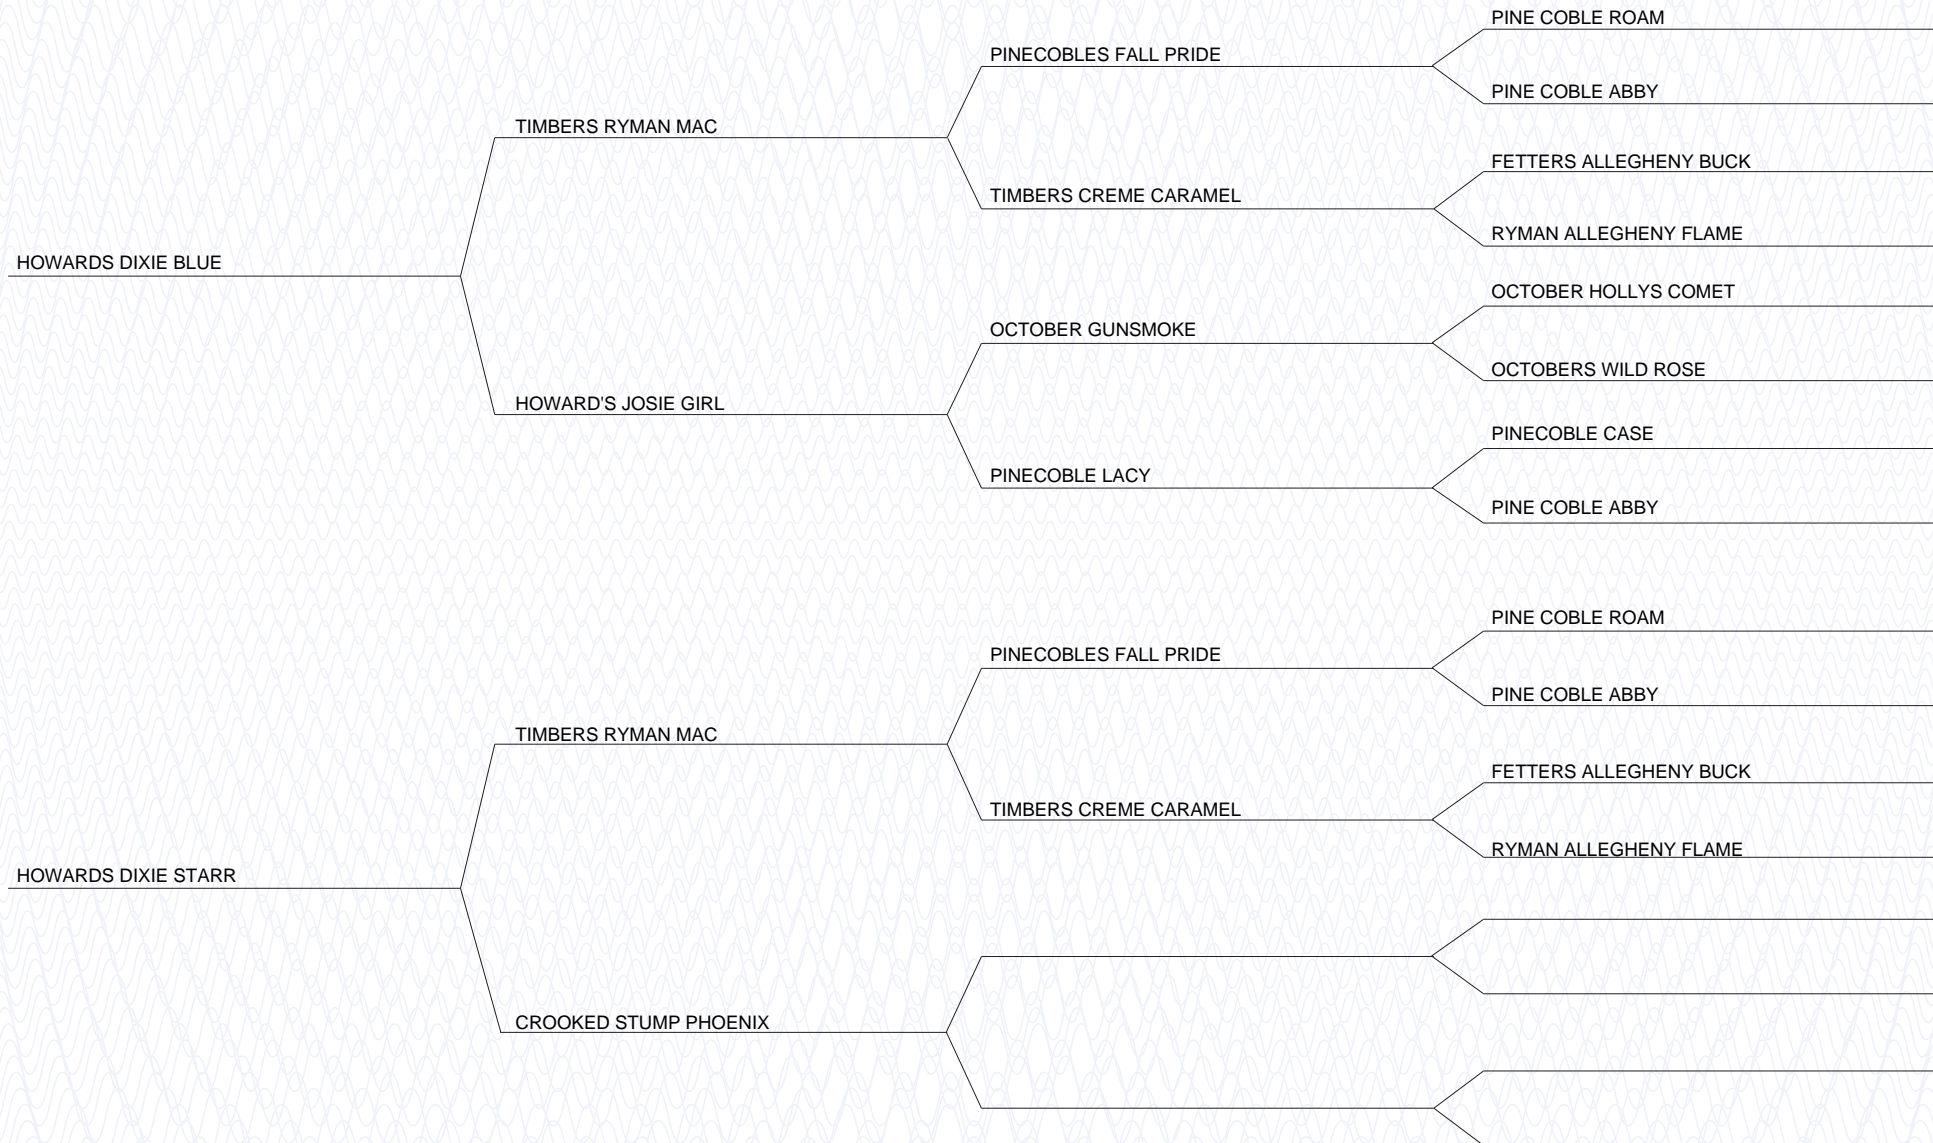 PINE COBLE ROAM
PINECOBLES FALL PRIDE
PINE COBLE ABBY
TIMBERS RYMAN MAC
FETTERS ALLEGHENY BUCK
TIMBERS CREME CARAMEL
RYMAN ALLEGHENY FLAME
HOWARDS DIXIE BLUE
OCTOBER HOLLYS COMET
OCTOBER GUNSMOKE
OCTOBERS WILD ROSE
HOWARD'S JOSIE GIRL
PINECOBLE CASE
PINECOBLE LACY
PINE COBLE ABBY
PINE COBLE ROAM
PINECOBLES FALL PRIDE
PINE COBLE ABBY
TIMBERS RYMAN MAC
FETTERS ALLEGHENY BUCK
TIMBERS CREME CARAMEL
RYMAN ALLEGHENY FLAME
HOWARDS DIXIE STARR
CROOKED STUMP PHOENIX